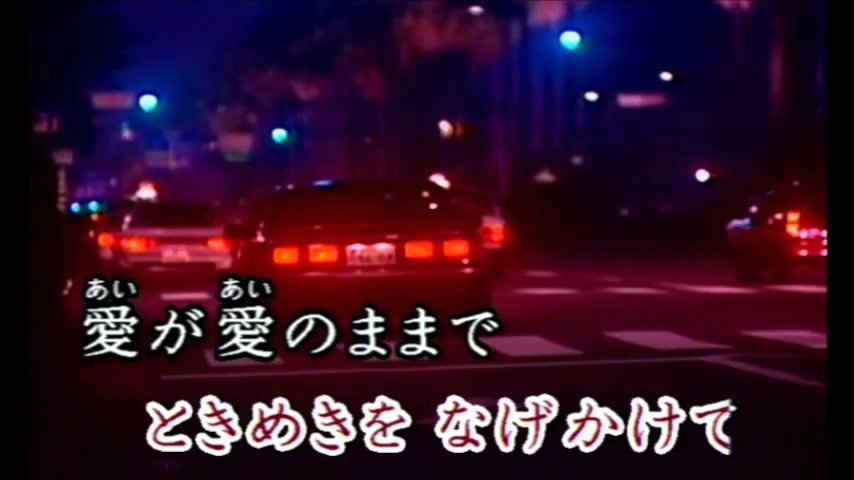 あい あい
愛が愛のままで
ときめきを なげかけて